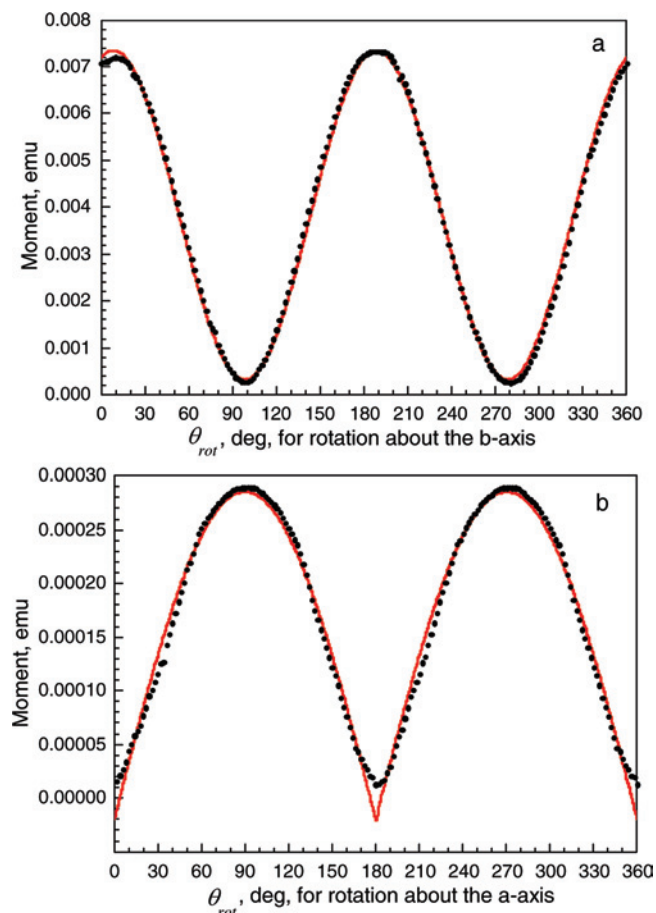 0.008
a
0.007
0.006
0.005
0.004
0.003
0.002
0.001
0.000
Moment, emu
0 30 60 90 120 150 180 210 240 270 300 330 360
θrot, deg, for rotation about the b-axis
0.00030
b
0.00025
0.00020
0.00015
0.00010
0.00005
0.00000
Moment, emu
0 30 60 90 120 150 180 210 240 270 300 330 360
θrot, deg, for rotation about the a-axis